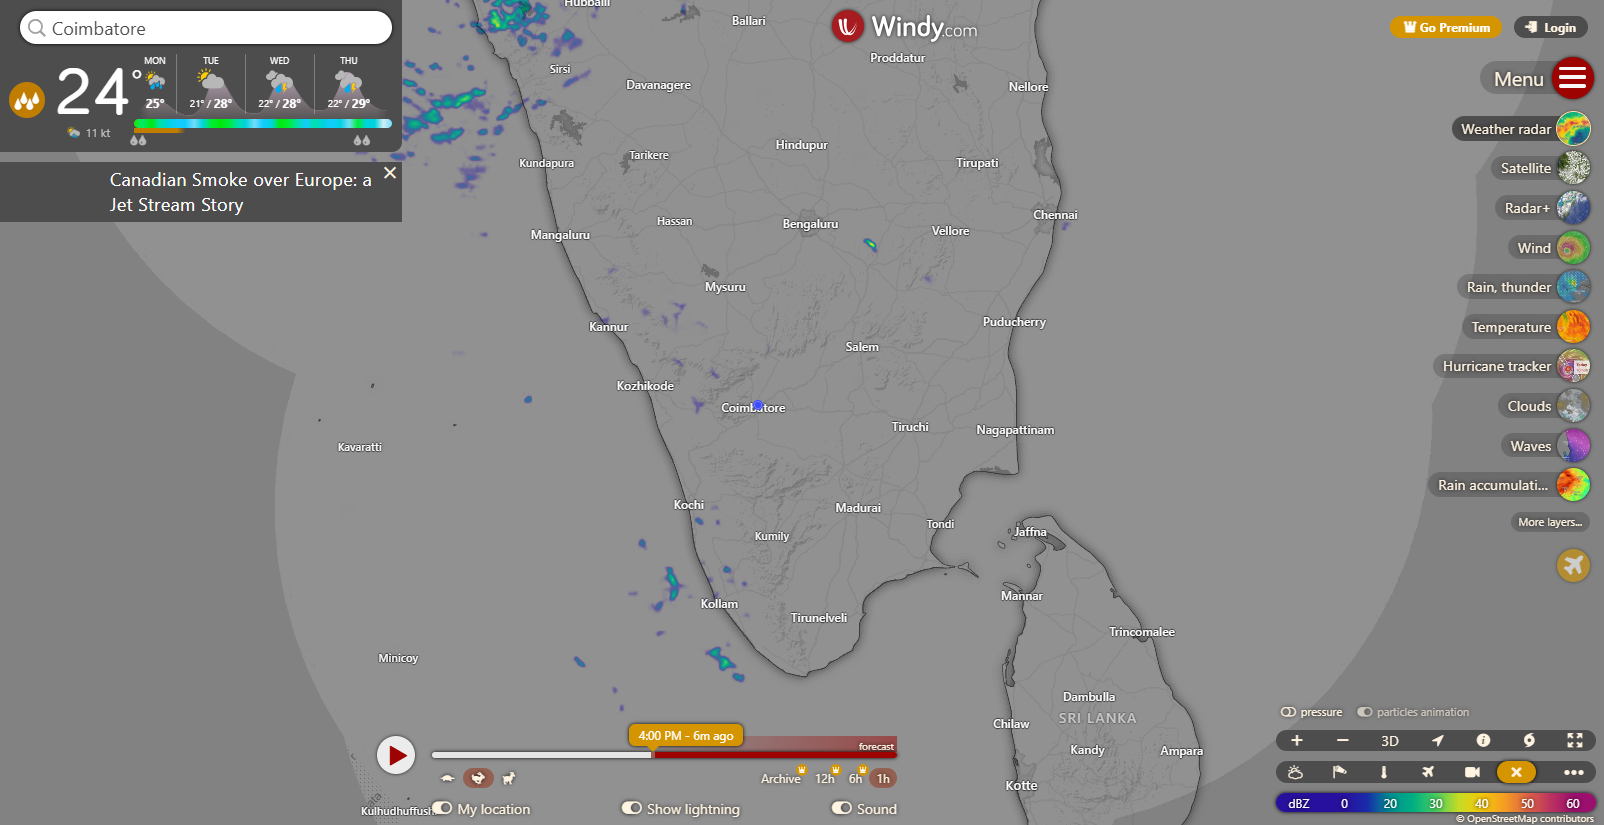 Coimbatore
24°
11 kt
MON
25°
TUE
21° / 28°
WED
22° / 28°
THU
22° / 29°
Canadian Smoke over Europe: a
Jet Stream Story
Windy.com
Go Premium
Login
Menu
Weather radar
Satellite
Radar+
Wind
Rain, thunder
Temperature
Hurricane tracker
Clouds
Waves
Rain accumulati...
More layers...
Hubballi
Ballari
Proddatur
Sirsi
Davanagere
Nellore
Kundapura
Tarikere
Hindupur
Tirupati
Mangaluru
Hassan
Bengaluru
Vellore
Chennai
Mysuru
Kannur
Puducherry
Salem
Kozhikode
Coimbatore
Tiruchi
Nagapattinam
Kavaratti
Kochi
Madurai
Tondi
Jaffna
Kumily
Mannar
Kollam
Tirunelveli
Trincomalee
Minicoy
Dambulla
SRI LANKA
Chilaw
Kandy
Ampara
Kotte
Kulhudhuffushi
4:00 PM - 6m ago
forecast
Archive
12h
6h
1h
My location
Show lightning
Sound
pressure
particles animation
3D
dBZ 0 20 30 40 50 60
© OpenStreetMap contributors